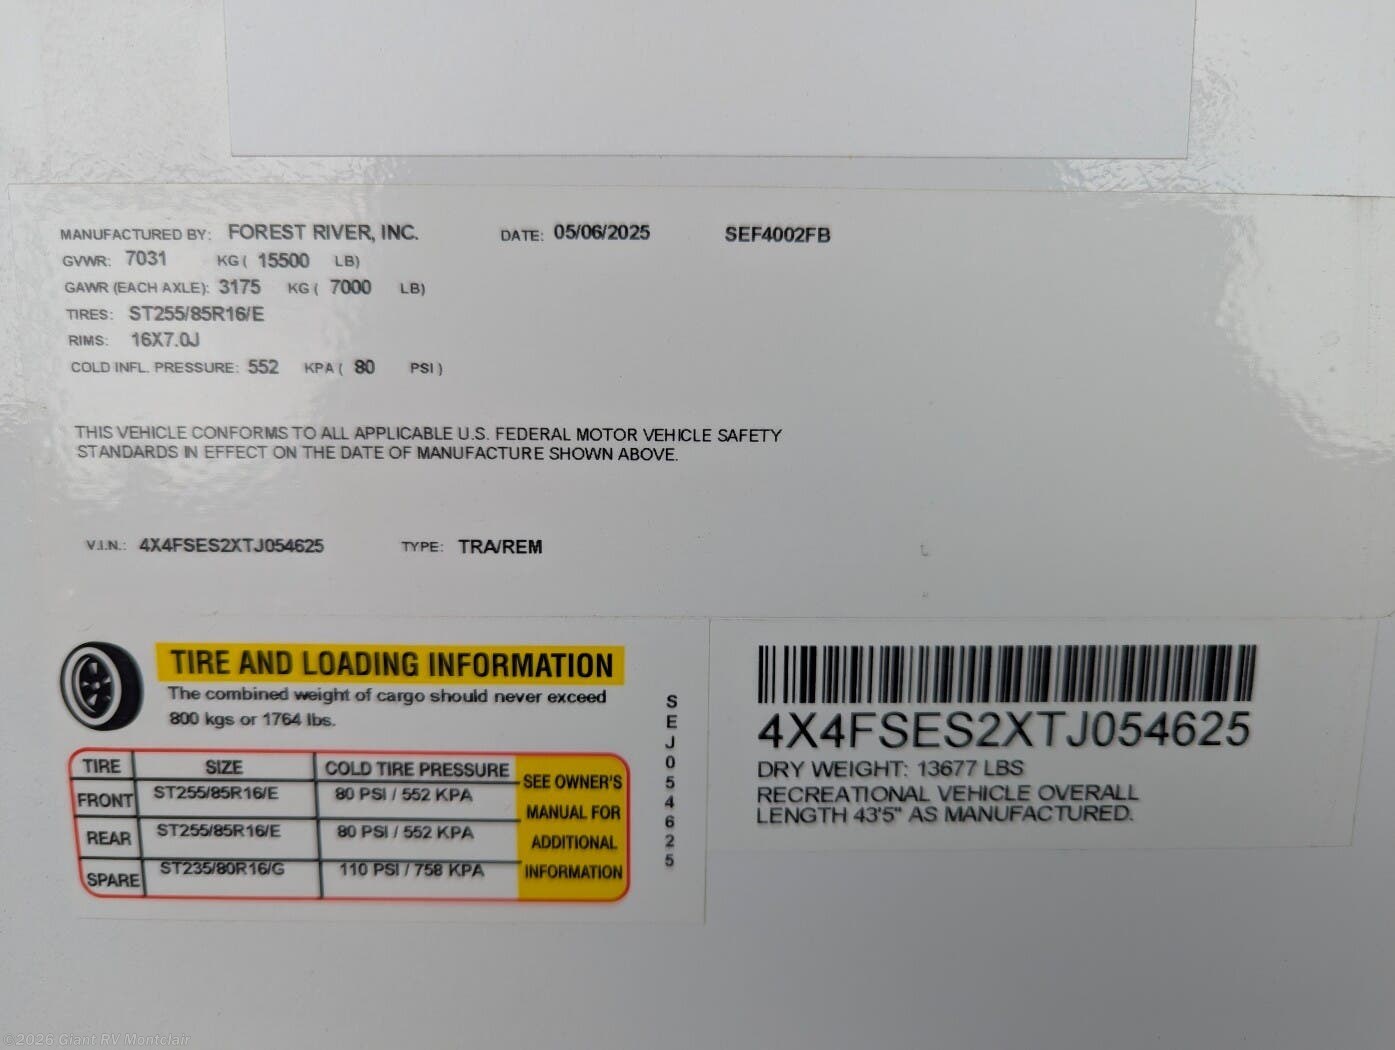 MANUFACTURED BY: FOREST RIVER, INC. DATE: 05/06/2025 SEF4002FB
GVWR: 7031 KG ( 15500 LB)
GAWR (EACH AXLE): 3175 KG ( 7000 LB)
TIRES: ST255/85R16/E
RIMS: 16X7.0J
COLD INFL. PRESSURE: 552 KPA ( 80 PSI )
THIS VEHICLE CONFORMS TO ALL APPLICABLE U.S. FEDERAL MOTOR VEHICLE SAFETY
STANDARDS IN EFFECT ON THE DATE OF MANUFACTURE SHOWN ABOVE.
V.I.N.: 4X4FSES2XTJ054625 TYPE: TRA/REM
TIRE AND LOADING INFORMATION
The combined weight of cargo should never exceed
800 kgs or 1764 lbs.
TIRE SIZE COLD TIRE PRESSURE
FRONT ST255/85R16/E 80 PSI / 552 KPA
REAR ST255/85R16/E 80 PSI / 552 KPA
SPARE ST235/80R16/G 110 PSI / 758 KPA
SEE OWNER'S
MANUAL FOR
ADDITIONAL
INFORMATION
SEJ054625
4X4FSES2XTJ054625
DRY WEIGHT: 13677 LBS
RECREATIONAL VEHICLE OVERALL
LENGTH 43'5" AS MANUFACTURED.
©2026 Giant RV Montclair